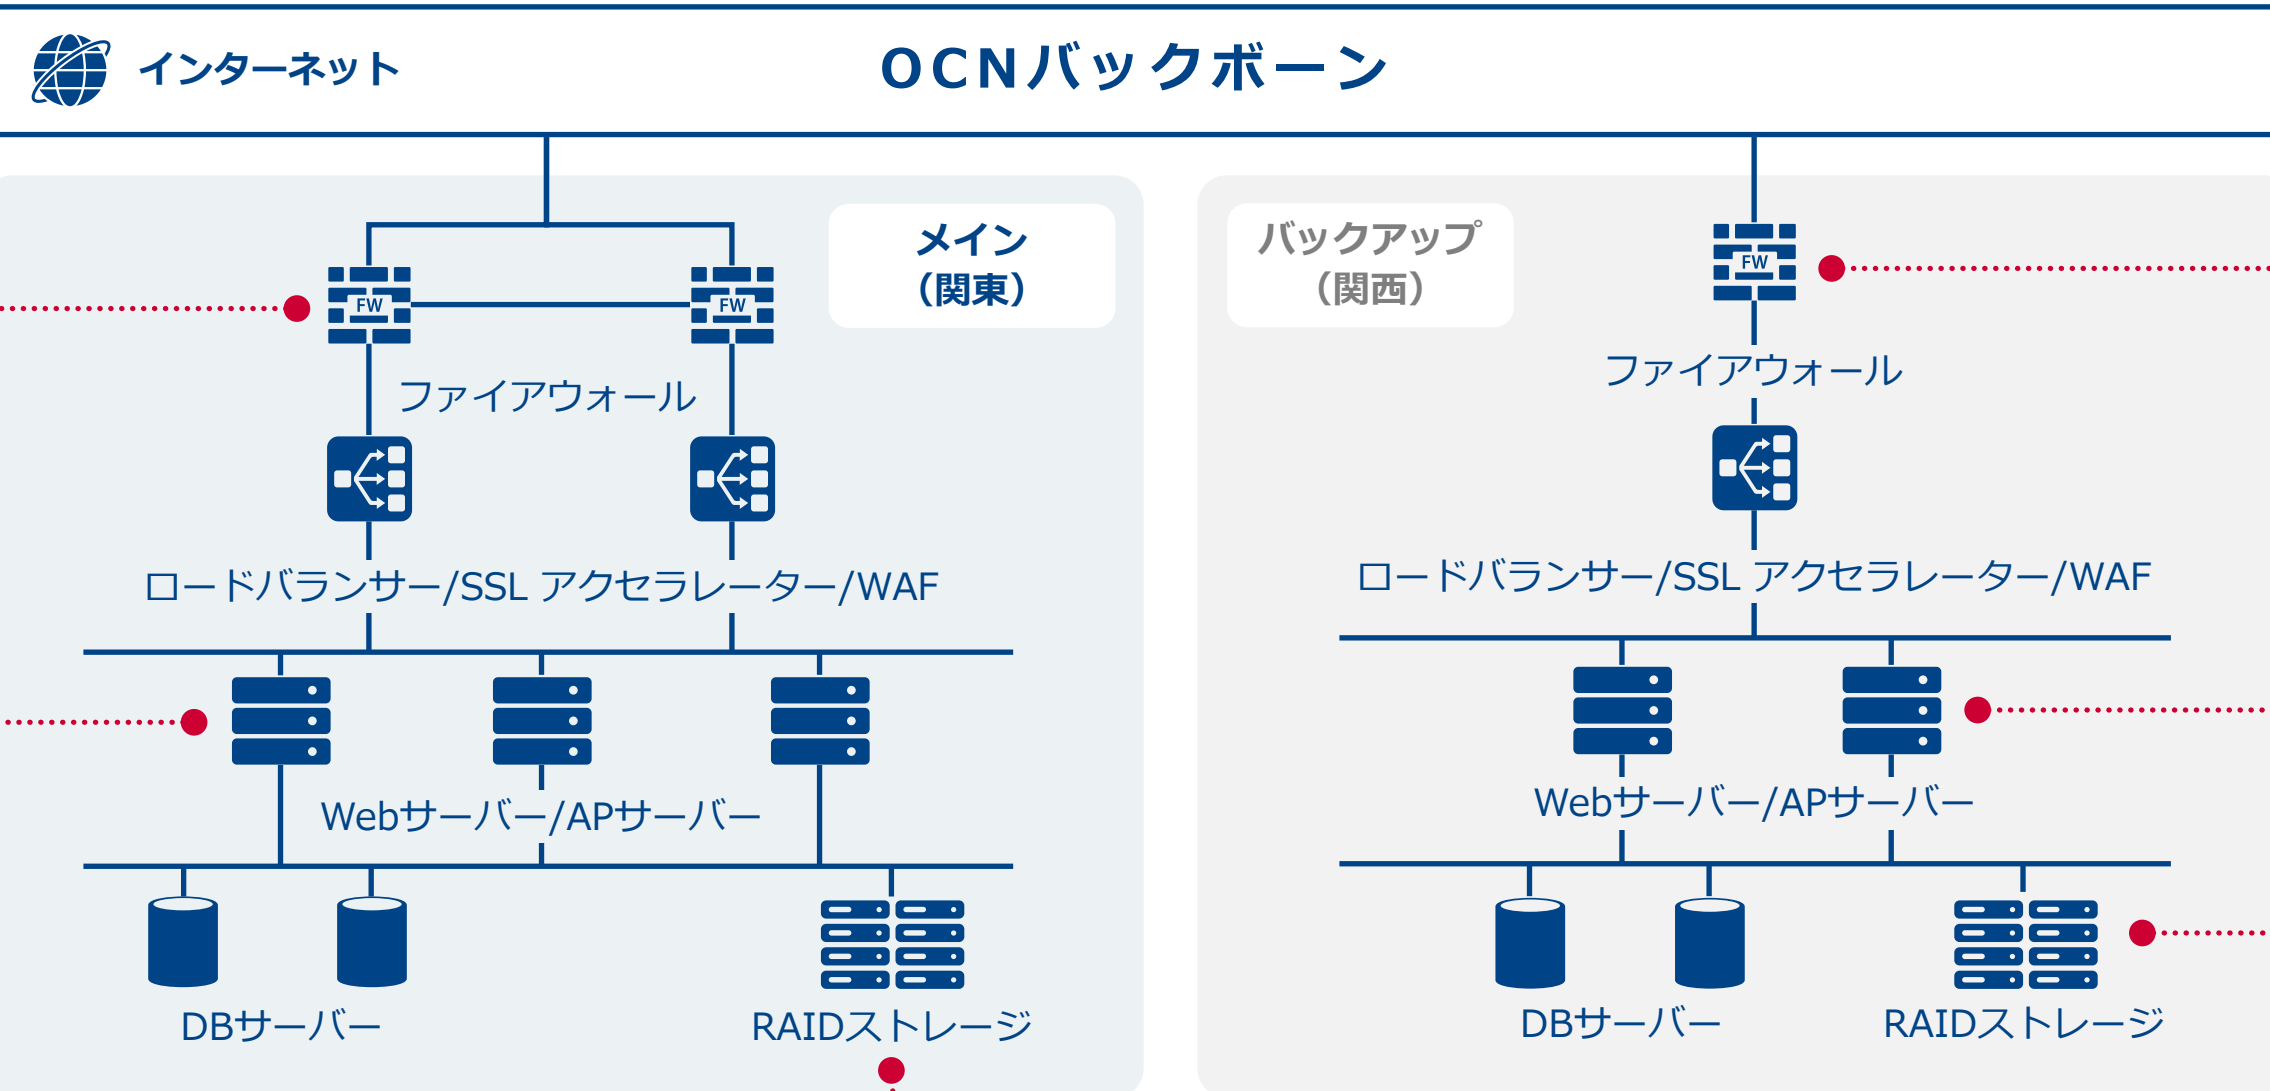 インターネット
OCNバックボーン
メイン
（関東）
FW
FW
ファイアウォール
ロードバランサー/SSL アクセラレーター/WAF
Webサーバー/APサーバー
DBサーバー
RAIDストレージ
バックアップ
（関西）
FW
ファイアウォール
ロードバランサー/SSL アクセラレーター/WAF
Webサーバー/APサーバー
DBサーバー
RAIDストレージ